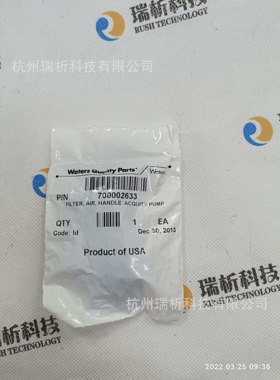 杭州瑞析科技有限公司
瑞析科技
RUSH TECHNOLOGY
Waters Quality Parts
P/N 700002633
FILTER, AIR, HANDLE, ACQUITY PUMP
QTY 1 EA
Code: Id Dec 30, 2013
Product of USA
杭州瑞析科技有限公司
瑞析科技
RUSH TECHNOLOGY
2022.03.25 09:38